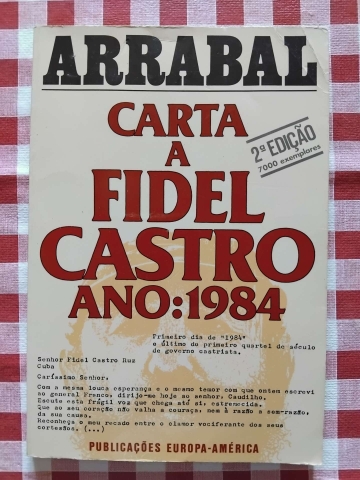 ARRABAL
CARTA
A
FIDEL
CASTRO
ANO:1984
2ª EDIÇÃO
7000 exemplares
Primeiro dia de "1984"
e último do primeiro quartel de século
de governo castrista.
Senhor Fidel Castro Ruz
Cuba
Caríssimo Senhor,
Com a mesma louca esperança e o mesmo temor com que ontem escrevi
ao general Franco, dirijo-me hoje ao senhor, Caudilho.
Escute esta frágil voz que chega até si, estremecida.
Que ao seu coração não valha a couraça, nem à razão a sem-razão,
da sua causa.
Reconheça o meu recado entre o clamor vociferante dos seus
cortesãos. (...)
PUBLICAÇÕES EUROPA-AMÉRICA